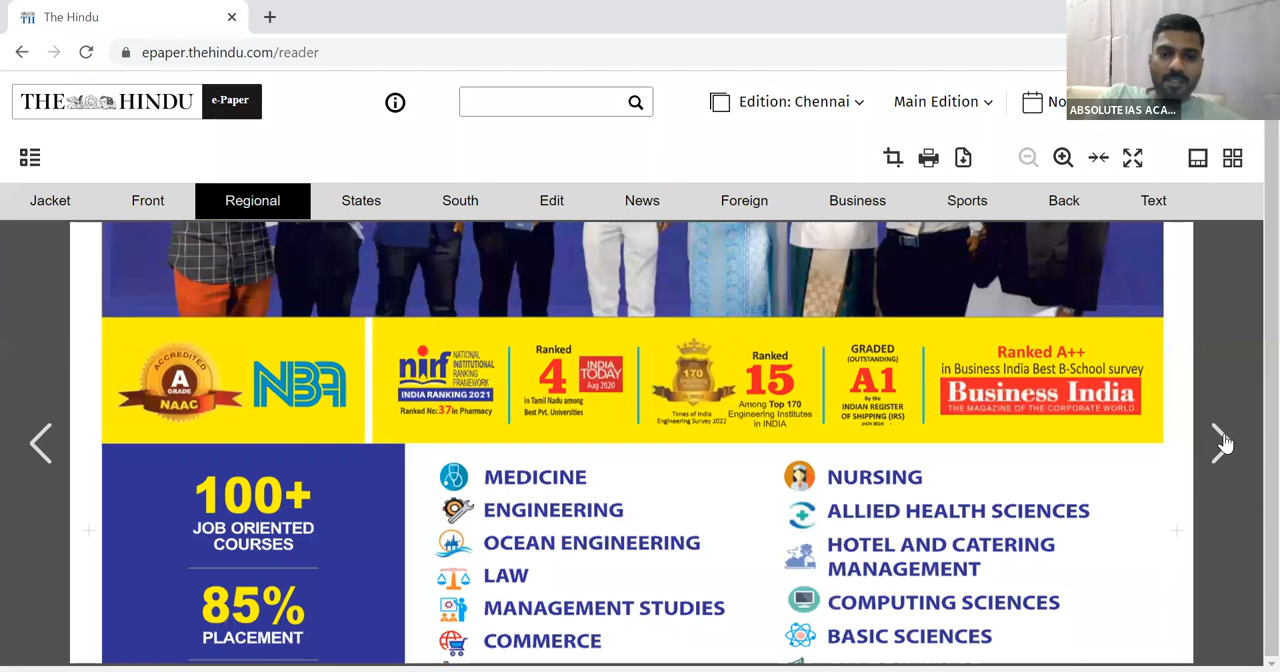 The Hindu
epaper.thehindu.com/reader
THE HINDU e-Paper
Edition: Chennai
Main Edition
No
ABSOLUTE IAS ACA...
Jacket Front Regional States South Edit News Foreign Business Sports Back Text
ACCREDITED
A
GRADE
NAAC
NBA
nirf
NATIONAL
INSTITUTIONAL
RANKING
FRAMEWORK
INDIA RANKING 2021
Ranked No:37 in Pharmacy
Ranked
4
INDIA
TODAY
Aug 2020
in Tamil Nadu among
Best Pvt. Universities
170
Times of India
Engineering Survey 2022
Ranked
15
Among Top 170
Engineering Institutes
in INDIA
GRADED
(OUTSTANDING)
A1
By the
INDIAN REGISTER
OF SHIPPING (IRS)
Ranked A++
in Business India Best B-School survey
Business India
THE MAGAZINE OF THE CORPORATE WORLD
100+
JOB ORIENTED
COURSES
85%
PLACEMENT
MEDICINE
ENGINEERING
OCEAN ENGINEERING
LAW
MANAGEMENT STUDIES
COMMERCE
NURSING
ALLIED HEALTH SCIENCES
HOTEL AND CATERING
MANAGEMENT
COMPUTING SCIENCES
BASIC SCIENCES